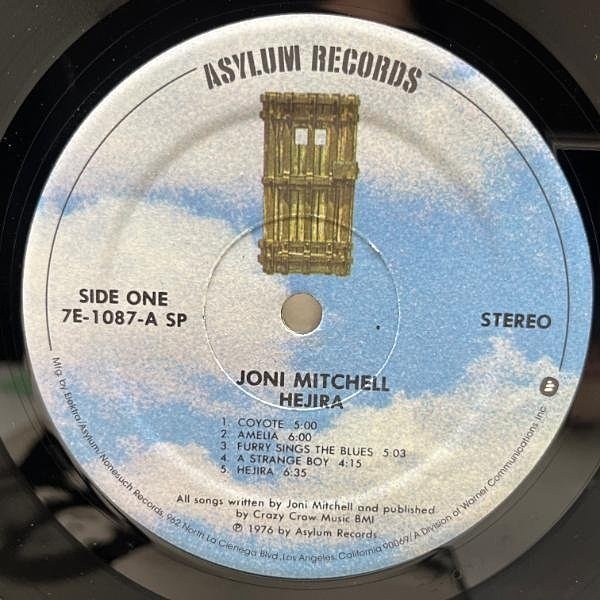 ASYLUM RECORDS
SIDE ONE
7E-1087-A SP
STEREO
JONI MITCHELL
HEJIRA
1. COYOTE 5:00
2. AMELIA 6:00
3. FURRY SINGS THE BLUES 5:03
4. A STRANGE BOY 4:15
5. HEJIRA 6:35
All songs written by Joni Mitchell and published
by Crazy Crow Music BMI
℗ 1976 by Asylum Records
Mfg. by Elektra/Asylum/Nonesuch Records, 962 North La Cienega Blvd., Los Angeles, California 90069/A Division of Warner Communications Inc.